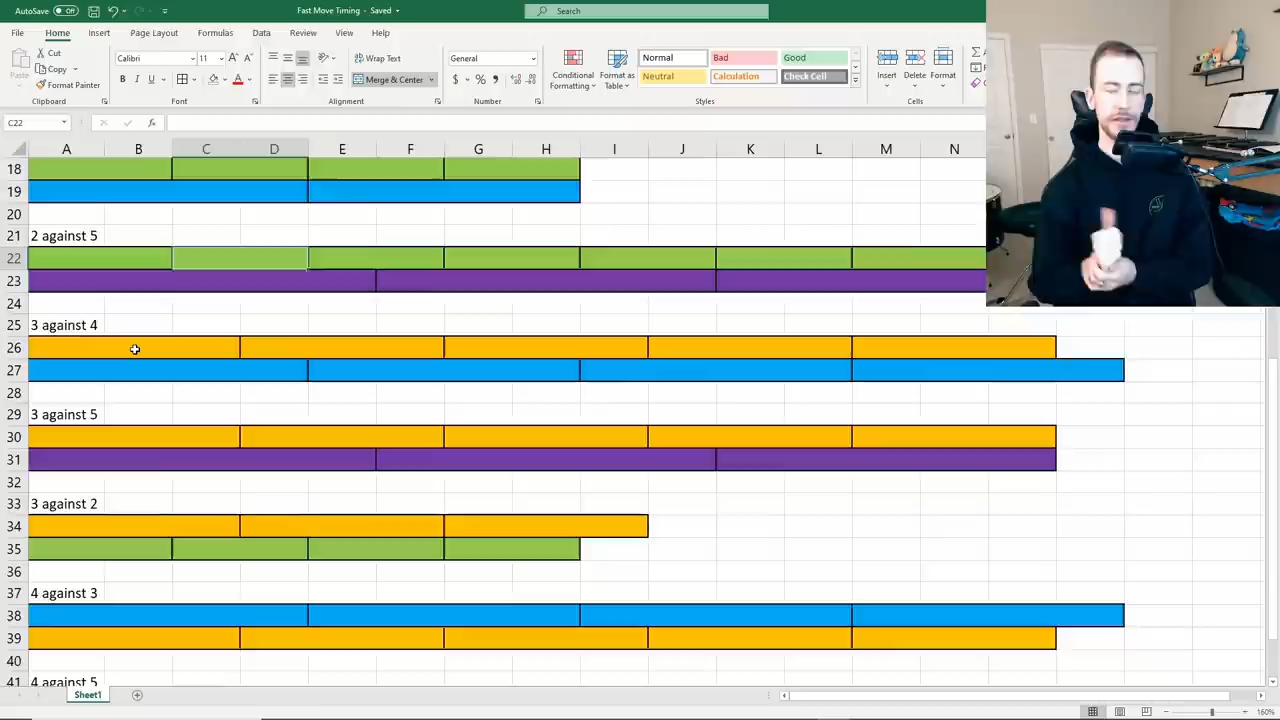 AutoSave Off Fast Move Timing - Saved Search
File Home Insert Page Layout Formulas Data Review View Help
Paste Cut Copy Format Painter Calibri 11 Wrap Text Merge & Center General Conditional Formatting Format as Table Normal Bad Good Neutral Calculation Check Cell Insert Delete Format
Clipboard Font Alignment Number Styles Cells
C22 fx
A B C D E F G H I J K L M N
18
19
20
21 2 against 5
22
23
24
25 3 against 4
26
27
28
29 3 against 5
30
31
32
33 3 against 2
34
35
36
37 4 against 3
38
39
40
41 4 against 5
Sheet1
160%